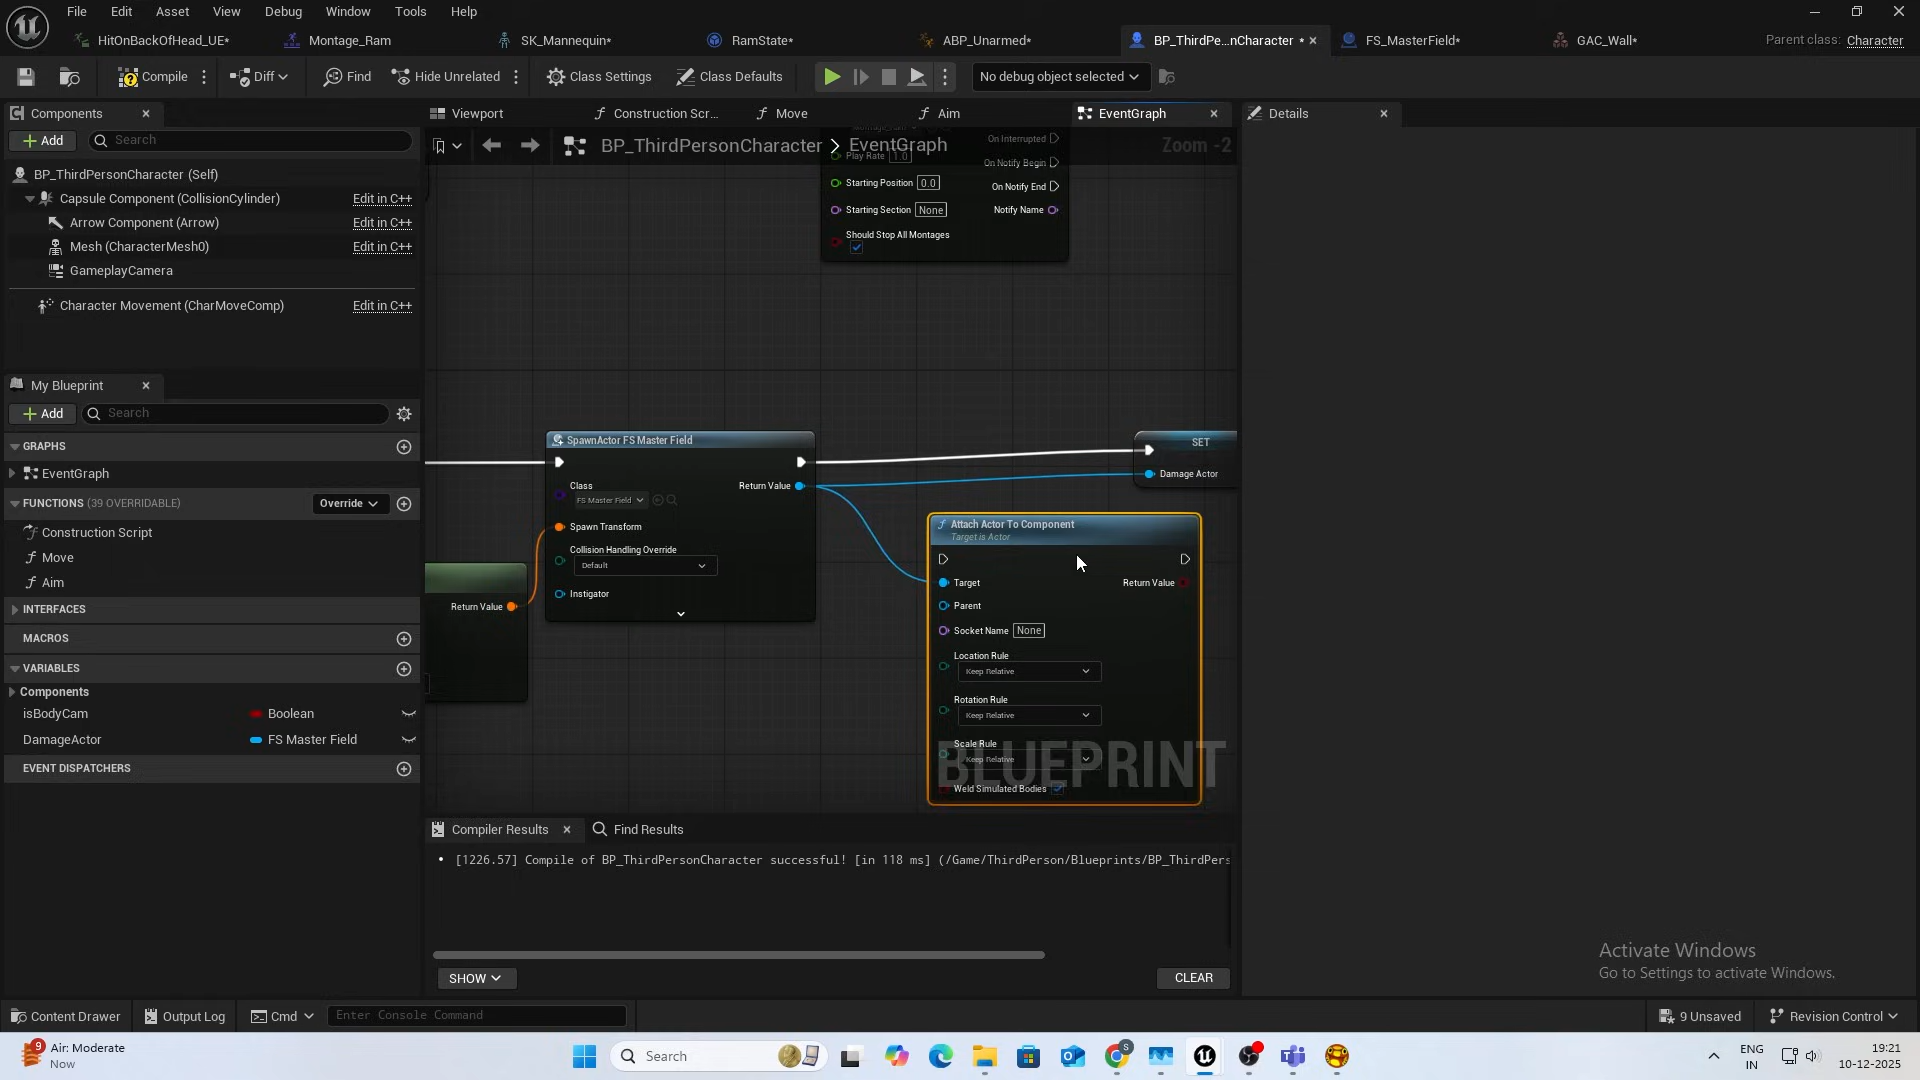 File Edit Asset View Debug Window Tools Help
HitOnBackOfHead_UE* Montage_Ram SK_Mannequin* RamState* ABP_Unarmed* BP_ThirdPe...nCharacter * FS_MasterField* GAC_Wall* Parent class: Character
Compile Diff Find Hide Unrelated Class Settings Class Defaults No debug object selected
Components
Viewport Construction Scr... Move Aim EventGraph Details
Add Search
BP_ThirdPersonCharacter > EventGraph Zoom -2
BP_ThirdPersonCharacter (Self)
Capsule Component (CollisionCylinder) Edit in C++
Arrow Component (Arrow) Edit in C++
Mesh (CharacterMesh0) Edit in C++
GameplayCamera
Character Movement (CharMoveComp) Edit in C++
On Interrupted
Play Rate 1.0
On Notify Begin
Starting Position 0.0
On Notify End
Starting Section None
Notify Name
Should Stop All Montages
My Blueprint
Add Search
GRAPHS
EventGraph
FUNCTIONS (39 OVERRIDABLE) Override
Construction Script
Move
Aim
INTERFACES
MACROS
VARIABLES
Components
isBodyCam Boolean
DamageActor FS Master Field
EVENT DISPATCHERS
Return Value
SpawnActor FS Master Field
Class
FS Master Field
Return Value
Spawn Transform
Collision Handling Override
Default
Instigator
SET
Damage Actor
Attach Actor To Component
Target is Actor
Target
Return Value
Parent
Socket Name None
Location Rule
Keep Relative
Rotation Rule
Keep Relative
Scale Rule
Keep Relative
Weld Simulated Bodies
BLUEPRINT
Compiler Results Find Results
[1226.57] Compile of BP_ThirdPersonCharacter successful! [in 118 ms] (/Game/ThirdPerson/Blueprints/BP_ThirdPers
SHOW CLEAR
Activate Windows
Go to Settings to activate Windows.
Content Drawer Output Log Cmd Enter Console Command 9 Unsaved Revision Control
9
Air: Moderate
Now
Search
S
ENG
IN
19:21
10-12-2025